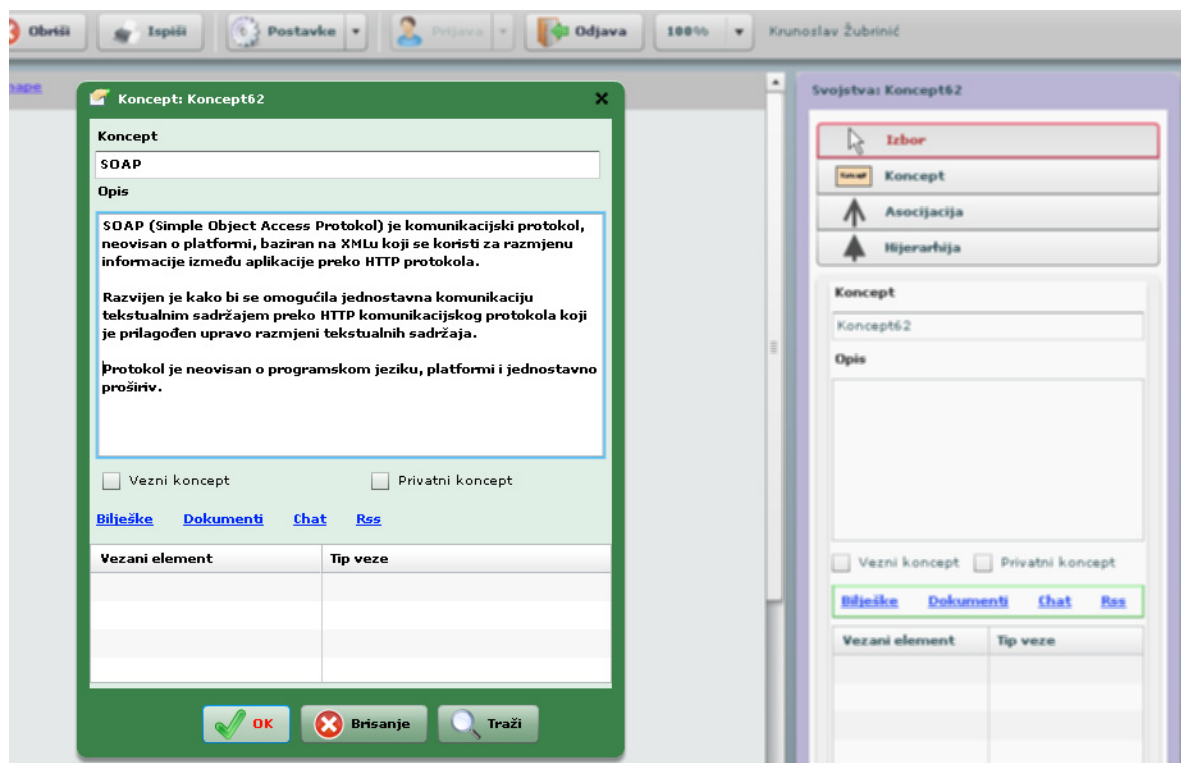 Obriši
Ispiši
Postavke
Prijava
Odjava
100%
Krunoslav Žubrinić
mape
Koncept: Koncept62
Koncept
SOAP
Opis
SOAP (Simple Object Access Protokol) je komunikacijski protokol,
neovisan o platformi, baziran na XMLu koji se koristi za razmjenu
informacije između aplikacije preko HTTP protokola.
Razvijen je kako bi se omogućila jednostavna komunikaciju
tekstualnim sadržajem preko HTTP komunikacijskog protokola koji
je prilagođen upravo razmjeni tekstualnih sadržaja.
Protokol je neovisan o programskom jeziku, platformi i jednostavno
proširiv.
Vezni koncept
Privatni koncept
Bilješke Dokumenti Chat Rss
Vezani element Tip veze
OK
Brisanje
Traži
Svojstva: Koncept62
Izbor
Koncept
Koncept
Asocijacija
Hijerarhija
Koncept
Koncept62
Opis
Vezni koncept
Privatni koncept
Bilješke Dokumenti Chat Rss
Vezani element Tip veze